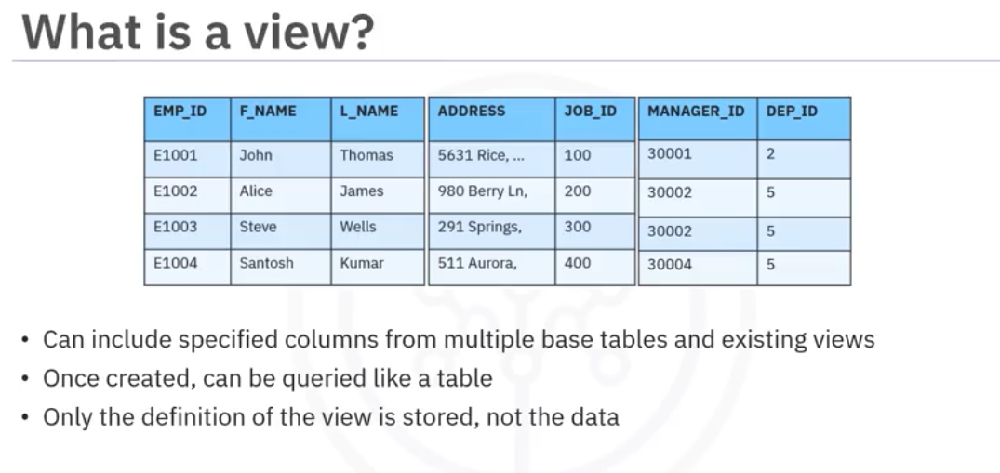 What is a view?
EMP_ID F_NAME L_NAME ADDRESS JOB_ID MANAGER_ID DEP_ID
E1001 John Thomas 5631 Rice, ... 100 30001 2
E1002 Alice James 980 Berry Ln, 200 30002 5
E1003 Steve Wells 291 Springs, 300 30002 5
E1004 Santosh Kumar 511 Aurora, 400 30004 5
• Can include specified columns from multiple base tables and existing views
• Once created, can be queried like a table
• Only the definition of the view is stored, not the data